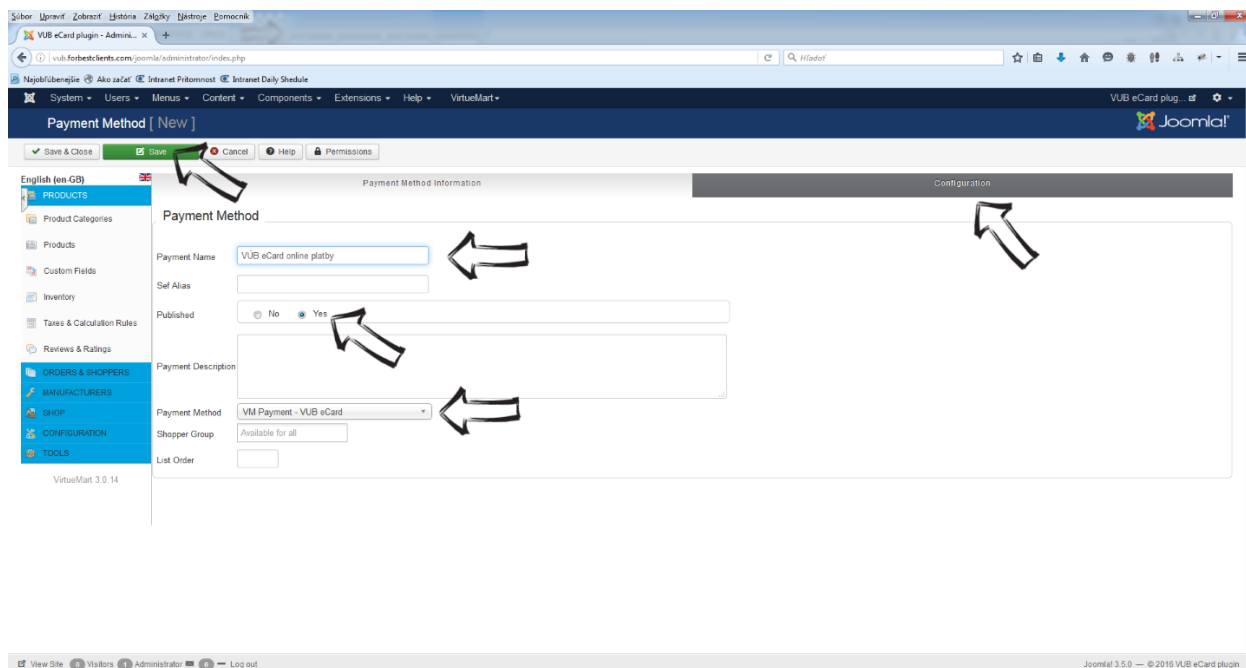 Súbor Upraviť Zobraziť História Záložky Nástroje Pomocník
VUB eCard plugin - Admini... × +
vub.forbestclients.com/joomla/administrator/index.php
Hľadať
Najobľúbenejšie Ako začať Intranet Prítomnost Intranet Daily Shedule
System Users Menus Content Components Extensions Help VirtueMart VUB eCard plug...
Payment Method [ New ] Joomla!
Save & Close Save Cancel Help Permissions
English (en-GB)
Payment Method Information Configuration
PRODUCTS
Product Categories
Products
Custom Fields
Inventory
Taxes & Calculation Rules
Reviews & Ratings
ORDERS & SHOPPERS
MANUFACTURERS
SHOP
CONFIGURATION
TOOLS
VirtueMart 3.0.14
Payment Method
Payment Name VÚB eCard online platby
Sef Alias
Published No Yes
Payment Description
Payment Method VM Payment - VUB eCard
Shopper Group Available for all
List Order
View Site 0 Visitors 1 Administrator 0 Log out Joomla! 3.5.0 — © 2016 VUB eCard plugin